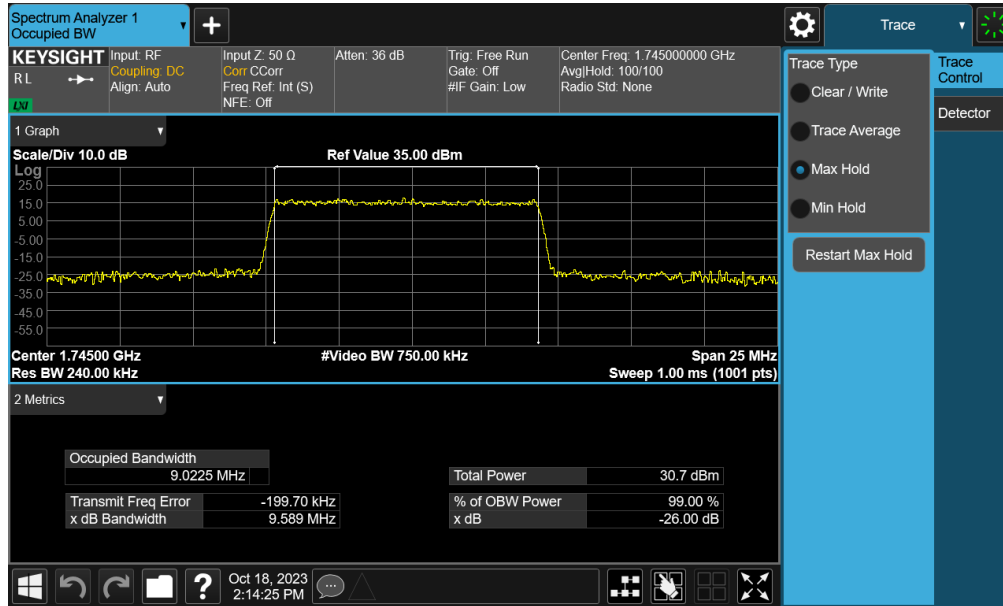 Spectrum Analyzer 1
Occupied BW
+
Trace
KEYSIGHT
R L
LXI
Input: RF
Coupling: DC
Align: Auto
Input Z: 50 Ω
Corr CCorr
Freq Ref: Int (S)
NFE: Off
Atten: 36 dB
Trig: Free Run
Gate: Off
#IF Gain: Low
Center Freq: 1.745000000 GHz
Avg|Hold: 100/100
Radio Std: None
Trace Type
Clear / Write
Trace Average
Max Hold
Min Hold
Restart Max Hold
Trace
Control
Detector
1 Graph
Scale/Div 10.0 dB
Ref Value 35.00 dBm
Log
25.0
15.0
5.00
-5.00
-15.0
-25.0
-35.0
-45.0
-55.0
Center 1.74500 GHz
#Video BW 750.00 kHz
Span 25 MHz
Res BW 240.00 kHz
Sweep 1.00 ms (1001 pts)
2 Metrics
Occupied Bandwidth
9.0225 MHz
Total Power 30.7 dBm
Transmit Freq Error -199.70 kHz
% of OBW Power 99.00 %
x dB Bandwidth 9.589 MHz
x dB -26.00 dB
?
Oct 18, 2023
2:14:25 PM